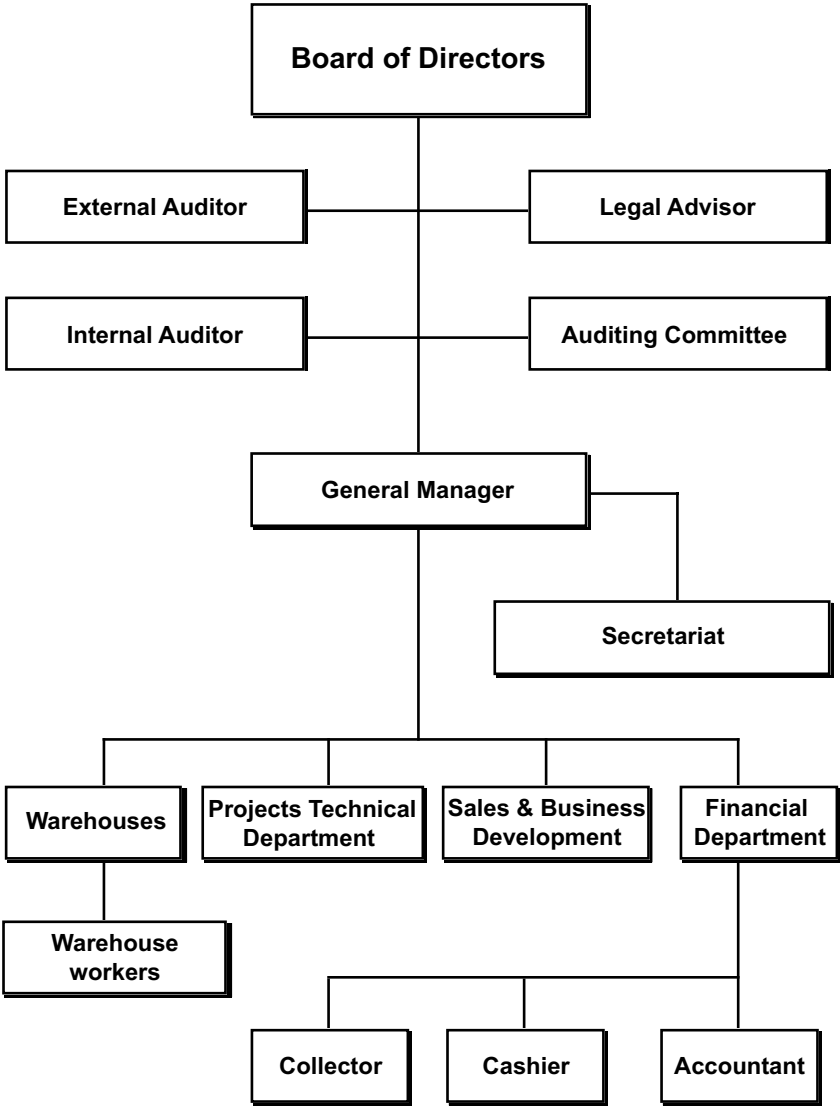 Board of Directors
External Auditor
Legal Advisor
Internal Auditor
Auditing Committee
General Manager
Secretariat
Warehouses
Projects Technical
Department
Sales & Business
Development
Financial
Department
Warehouse
workers
Collector
Cashier
Accountant